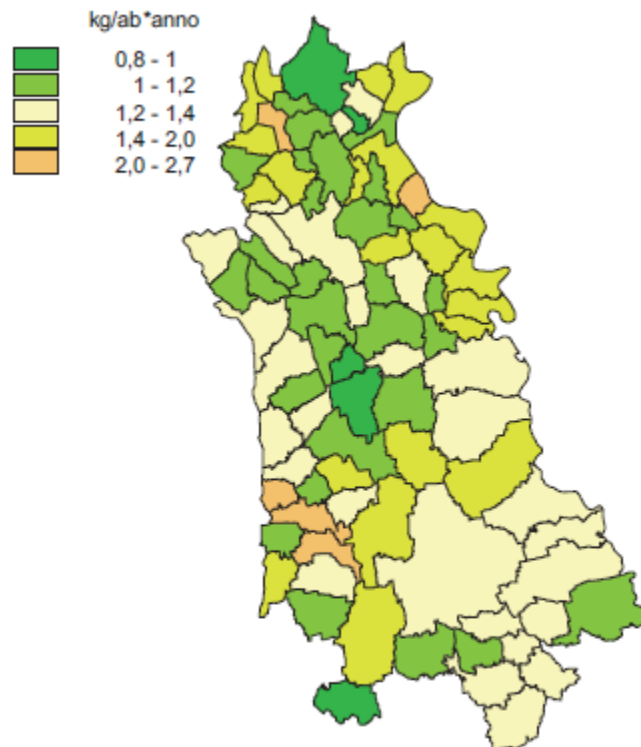 kg/ab*anno
0,8 - 1
1 - 1,2
1,2 - 1,4
1,4 - 2,0
2,0 - 2,7